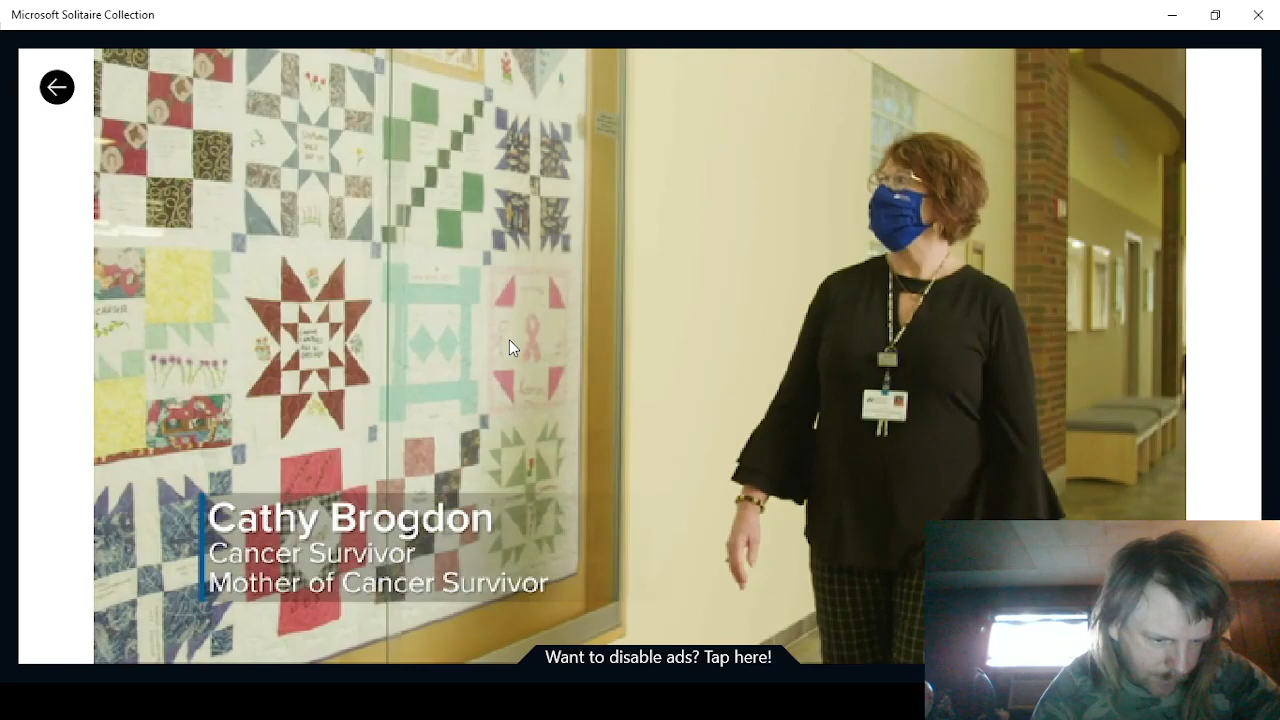 Microsoft Solitaire Collection
Cathy Brogdon
Cancer Survivor
Mother of Cancer Survivor
Want to disable ads? Tap here!